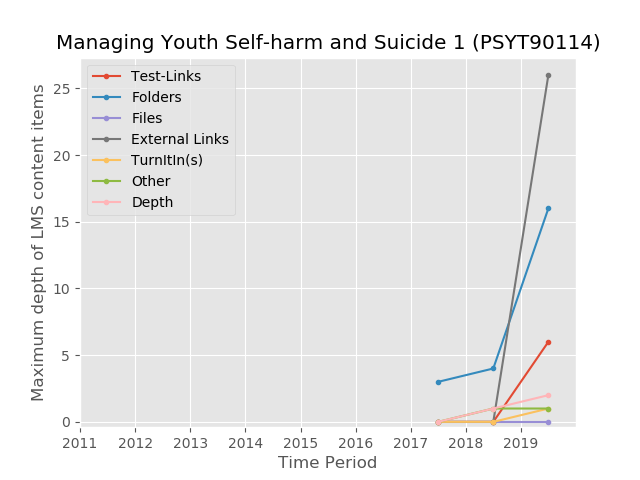 Managing Youth Self-harm and Suicide 1 (PSYT90114)
Test-Links
Folders
Files
External Links
TurnItIn(s)
Other
Depth
Maximum depth of LMS content items
25
20
15
10
5
0
2011 2012 2013 2014 2015 2016 2017 2018 2019
Time Period